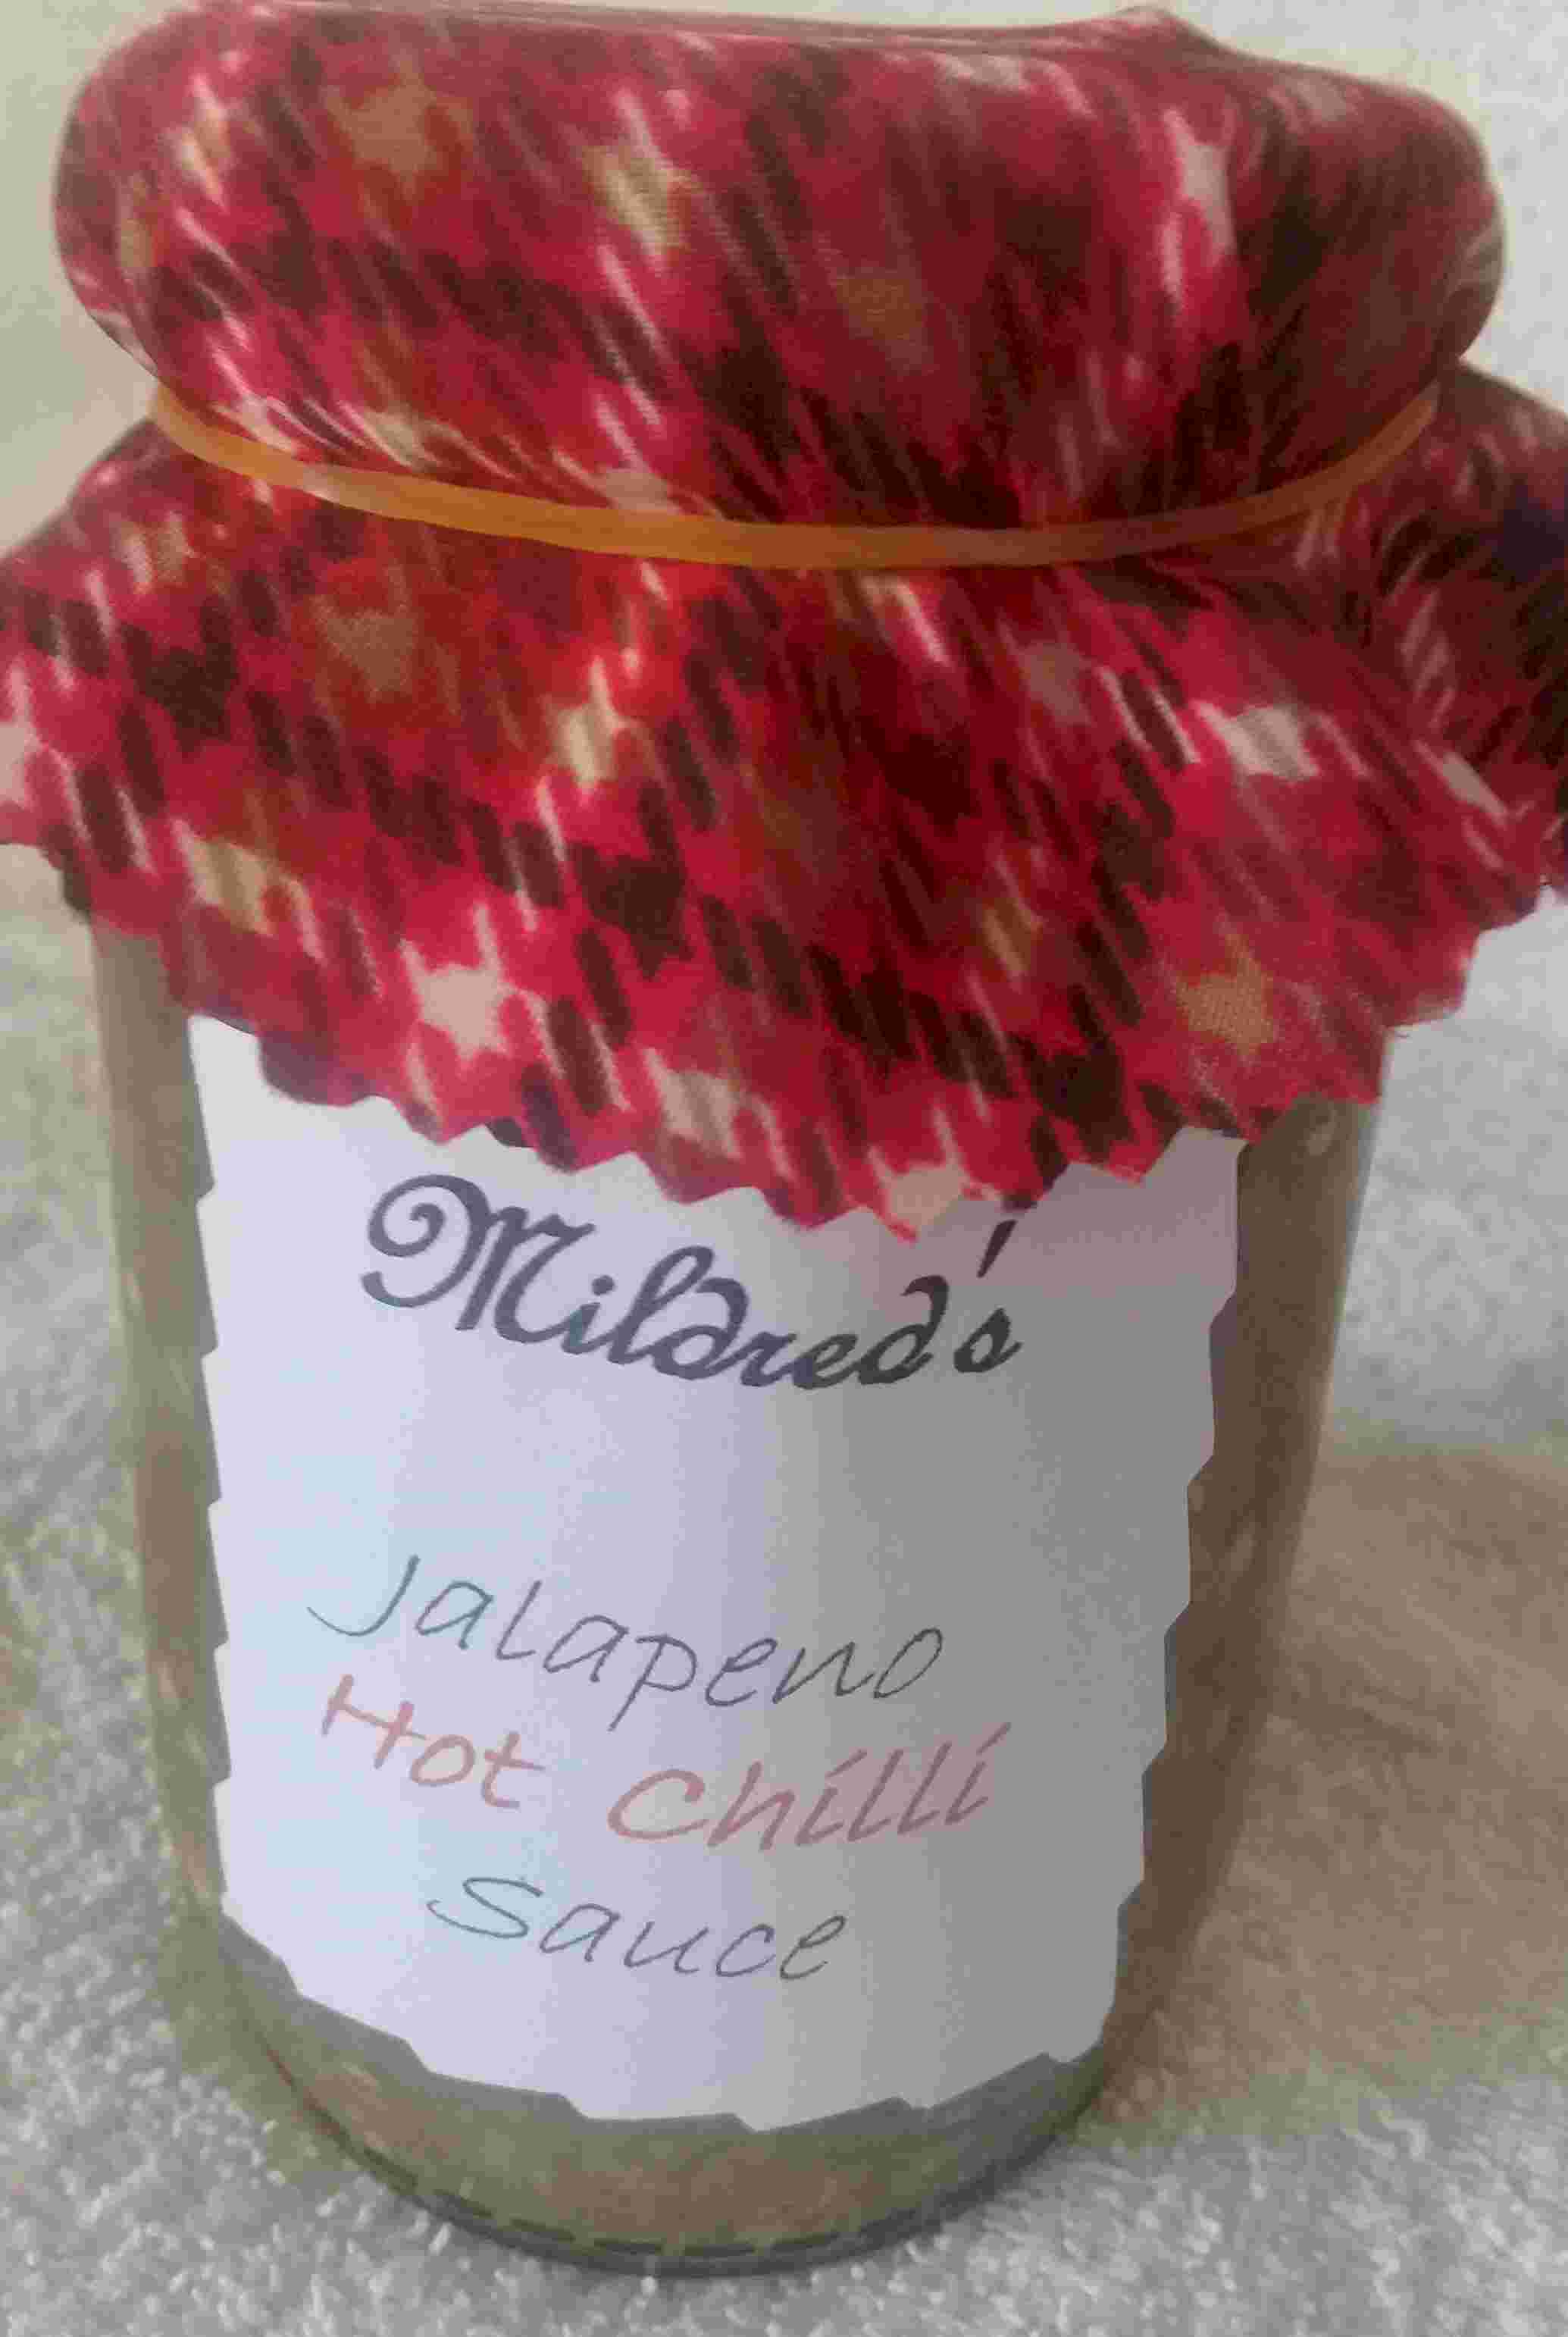 Mildred's
Jalapeno
Hot Chilli
sauce